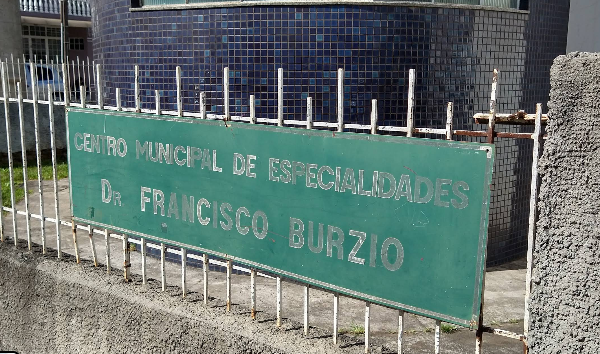 CENTRO MUNICIPAL DE ESPECIALIDADES
DR FRANCISCO BURZIO